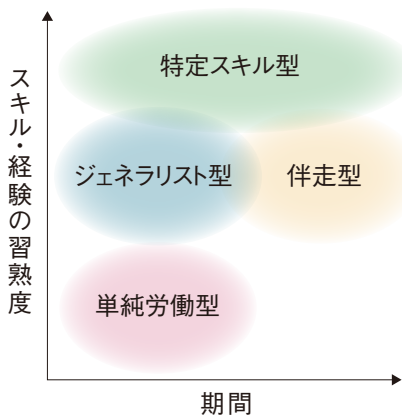 スキル・経験の習熟度
特定スキル型
ジェネラリスト型
伴走型
単純労働型
期間